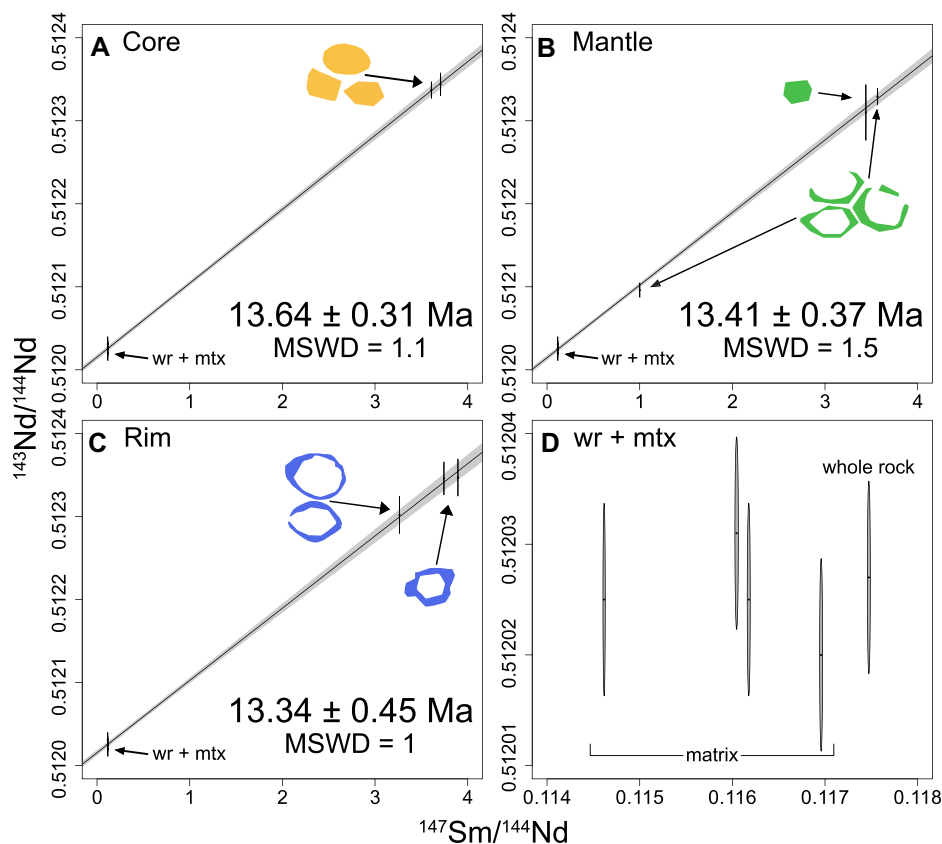 A Core
0.5120
0.5121
0.5122
0.5123
0.5124
wr + mtx
13.64 ± 0.31 Ma
MSWD = 1.1
0 1 2 3 4
B Mantle
0.5120
0.5121
0.5122
0.5123
0.5124
wr + mtx
13.41 ± 0.37 Ma
MSWD = 1.5
0 1 2 3 4
¹⁴³Nd/¹⁴⁴Nd
C Rim
0.5120
0.5121
0.5122
0.5123
0.5124
wr + mtx
13.34 ± 0.45 Ma
MSWD = 1
0 1 2 3 4
D wr + mtx
whole rock
0.51201
0.51202
0.51203
0.51204
matrix
0.114 0.115 0.116 0.117 0.118
¹⁴⁷Sm/¹⁴⁴Nd